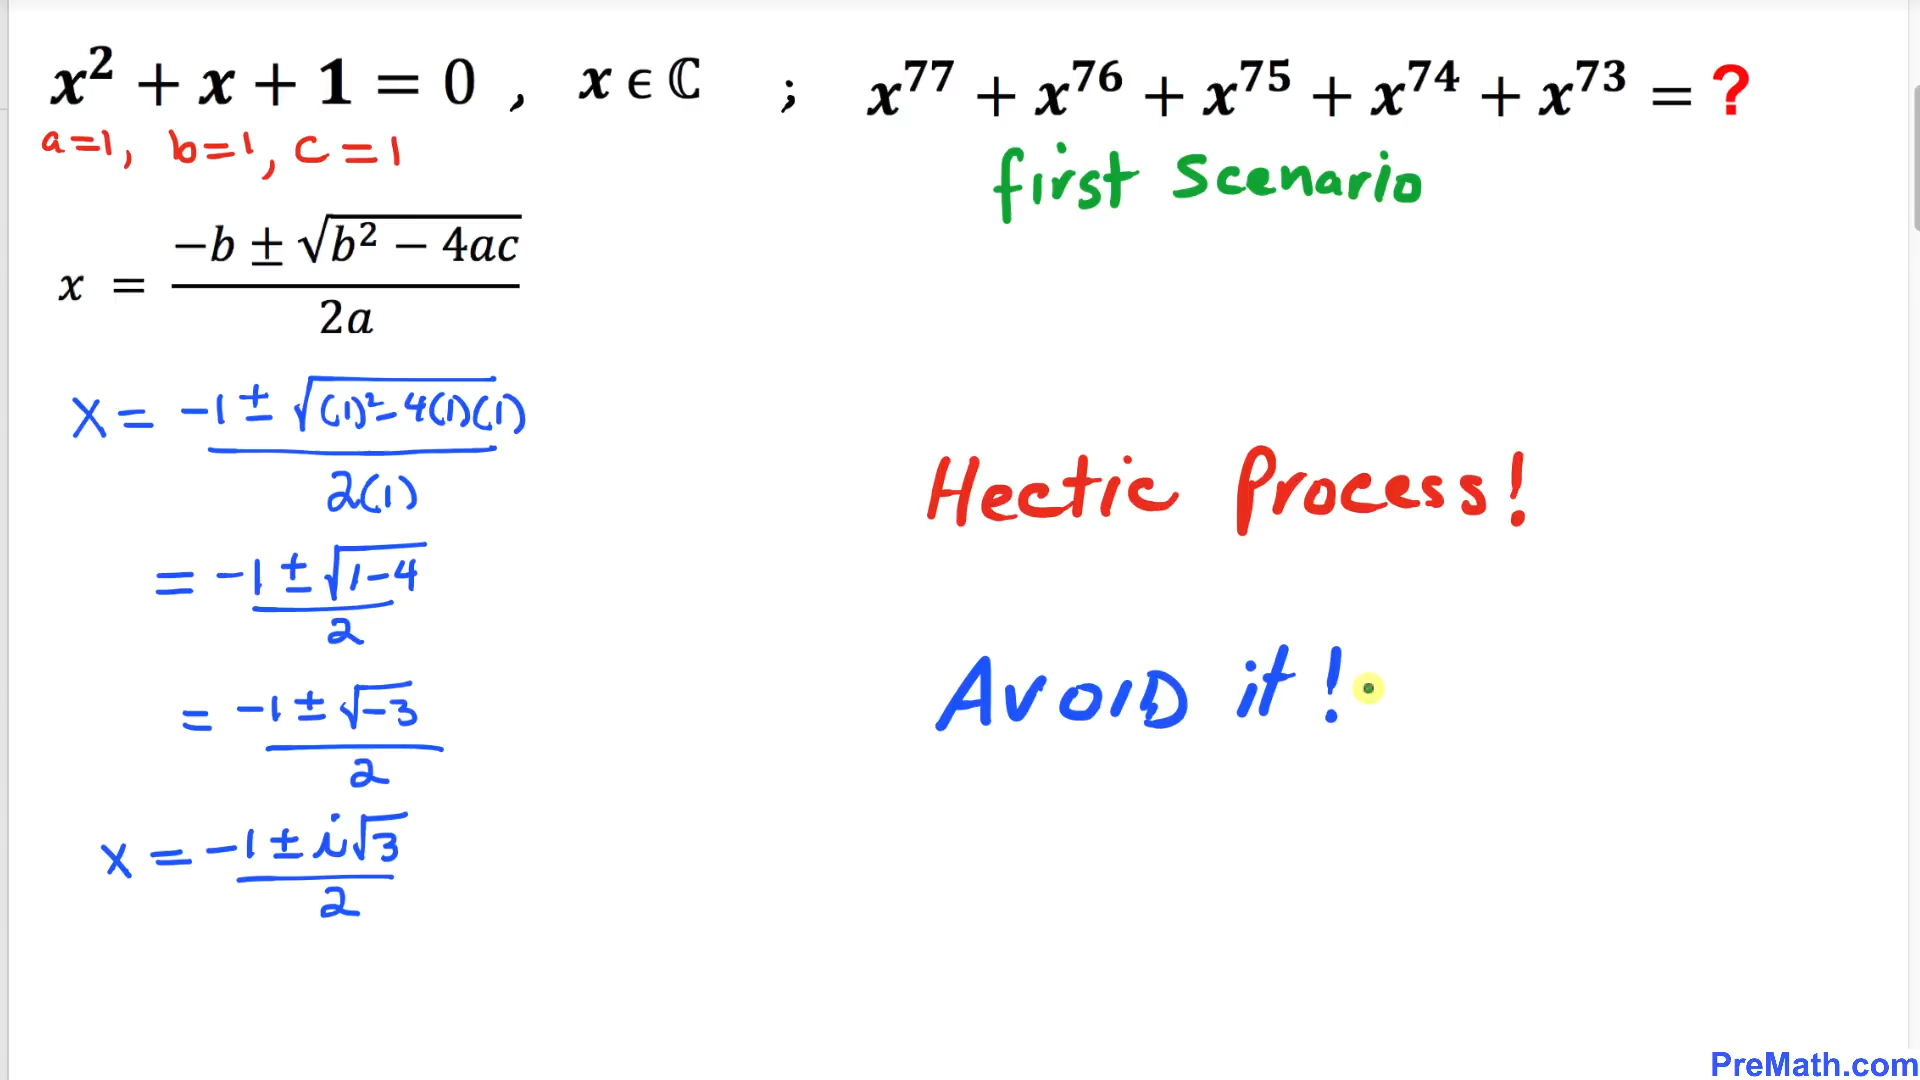 x² + x + 1 = 0 , x ∈ ℂ ; x⁷⁷ + x⁷⁶ + x⁷⁵ + x⁷⁴ + x⁷³ = ?
a=1, b=1, c=1
first Scenario
x = (−b ± √(b² − 4ac)) / 2a
x = (-1 ± √((1)²-4(1)(1))) / 2(1)
Hectic Process!
= (-1 ± √(1-4)) / 2
Avoid it!
= (-1 ± √-3) / 2
x = (-1 ± i√3) / 2
PreMath.com